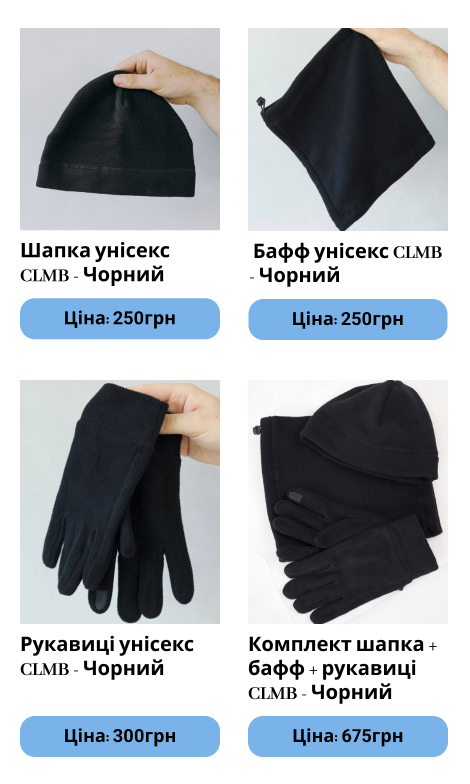 Шапка унісекс
CLMB - Чорний
Ціна: 250грн
Бафф унісекс CLMB
- Чорний
Ціна: 250грн
Рукавиці унісекс
CLMB - Чорний
Ціна: 300грн
Комплект шапка +
бафф + рукавиці
CLMB - Чорний
Ціна: 675грн